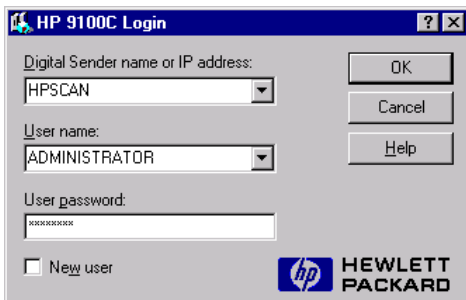 HP 9100C Login
Digital Sender name or IP address:
HPSCAN
User name:
ADMINISTRATOR
User password:
********
New user
OK
Cancel
Help
hp HEWLETT
PACKARD